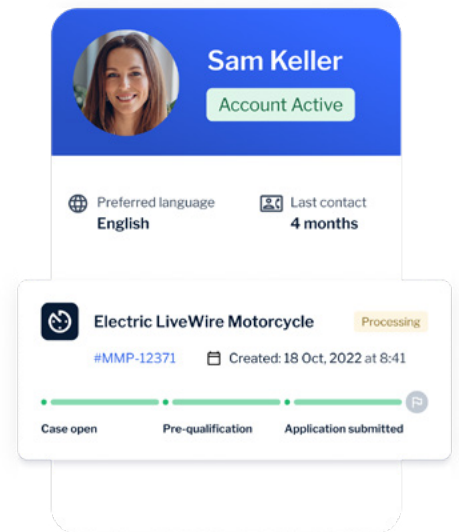 Sam Keller
Account Active
Preferred language
English
Last contact
4 months
Electric LiveWire Motorcycle
Processing
#MMP-12371
Created: 18 Oct, 2022 at 8:41
Case open
Pre-qualification
Application submitted